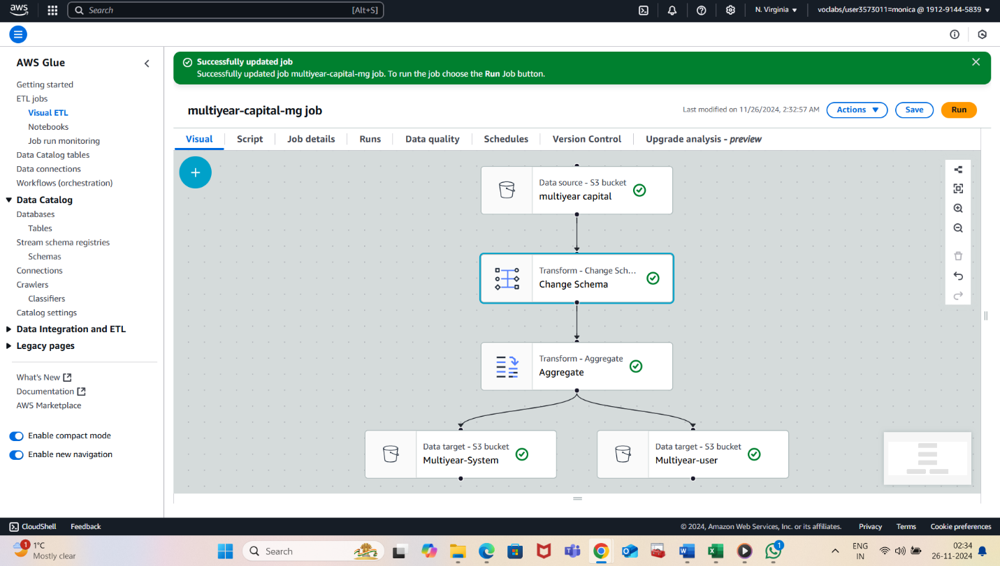 aws
Search
[Alt+S]
N. Virginia
voclabs/user3573011=monica @ 1912-9144-5839
AWS Glue
Getting started
ETL jobs
Visual ETL
Notebooks
Job run monitoring
Data Catalog tables
Data connections
Workflows (orchestration)
Data Catalog
Databases
Tables
Stream schema registries
Schemas
Connections
Crawlers
Classifiers
Catalog settings
Data Integration and ETL
Legacy pages
What's New
Documentation
AWS Marketplace
Enable compact mode
Enable new navigation
Successfully updated job
Successfully updated job multiyear-capital-mg job. To run the job choose the Run Job button.
multiyear-capital-mg job
Last modified on 11/26/2024, 2:32:57 AM
Actions
Save
Run
Visual
Script
Job details
Runs
Data quality
Schedules
Version Control
Upgrade analysis - preview
Data source - S3 bucket
multiyear capital
Transform - Change Sch...
Change Schema
Transform - Aggregate
Aggregate
Data target - S3 bucket
Multiyear-System
Data target - S3 bucket
Multiyear-user
CloudShell
Feedback
© 2024, Amazon Web Services, Inc. or its affiliates.
Privacy
Terms
Cookie preferences
1
1°C
Mostly clear
Search
1
ENG
IN
02:34
26-11-2024